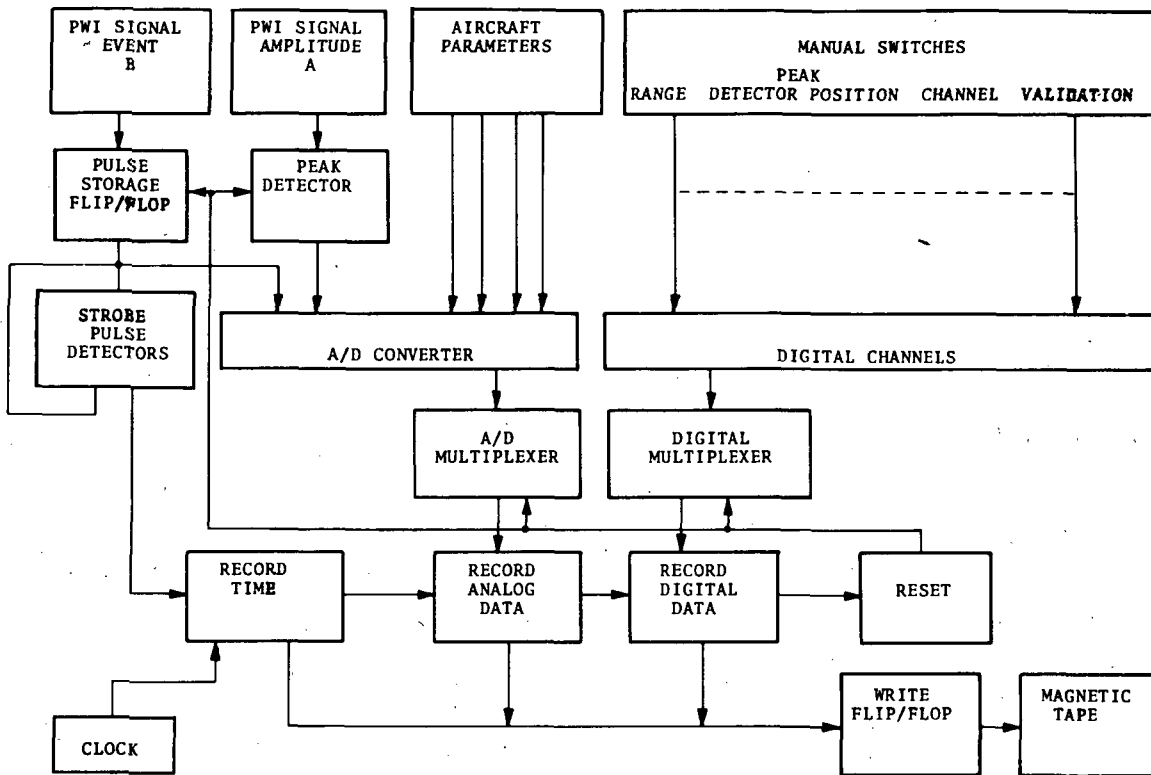 PWI SIGNAL
EVENT
B
PWI SIGNAL
AMPLITUDE
A
AIRCRAFT
PARAMETERS
MANUAL SWITCHES
PEAK
RANGE DETECTOR POSITION CHANNEL VALIDATION
PULSE
STORAGE
FLIP/FLOP
PEAK
DETECTOR
STROBE
PULSE
DETECTORS
A/D CONVERTER
DIGITAL CHANNELS
A/D
MULTIPLEXER
DIGITAL
MULTIPLEXER
RECORD
TIME
RECORD
ANALOG
DATA
RECORD
DIGITAL
DATA
RESET
CLOCK
WRITE
FLIP/FLOP
MAGNETIC
TAPE